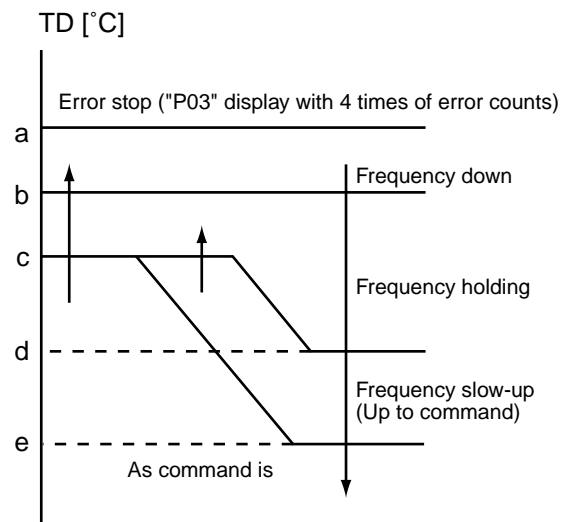 TD [˚C]
Error stop ("P03" display with 4 times of error counts)
a
Frequency down
b
c
Frequency holding
d
Frequency slow-up
(Up to command)
e
As command is